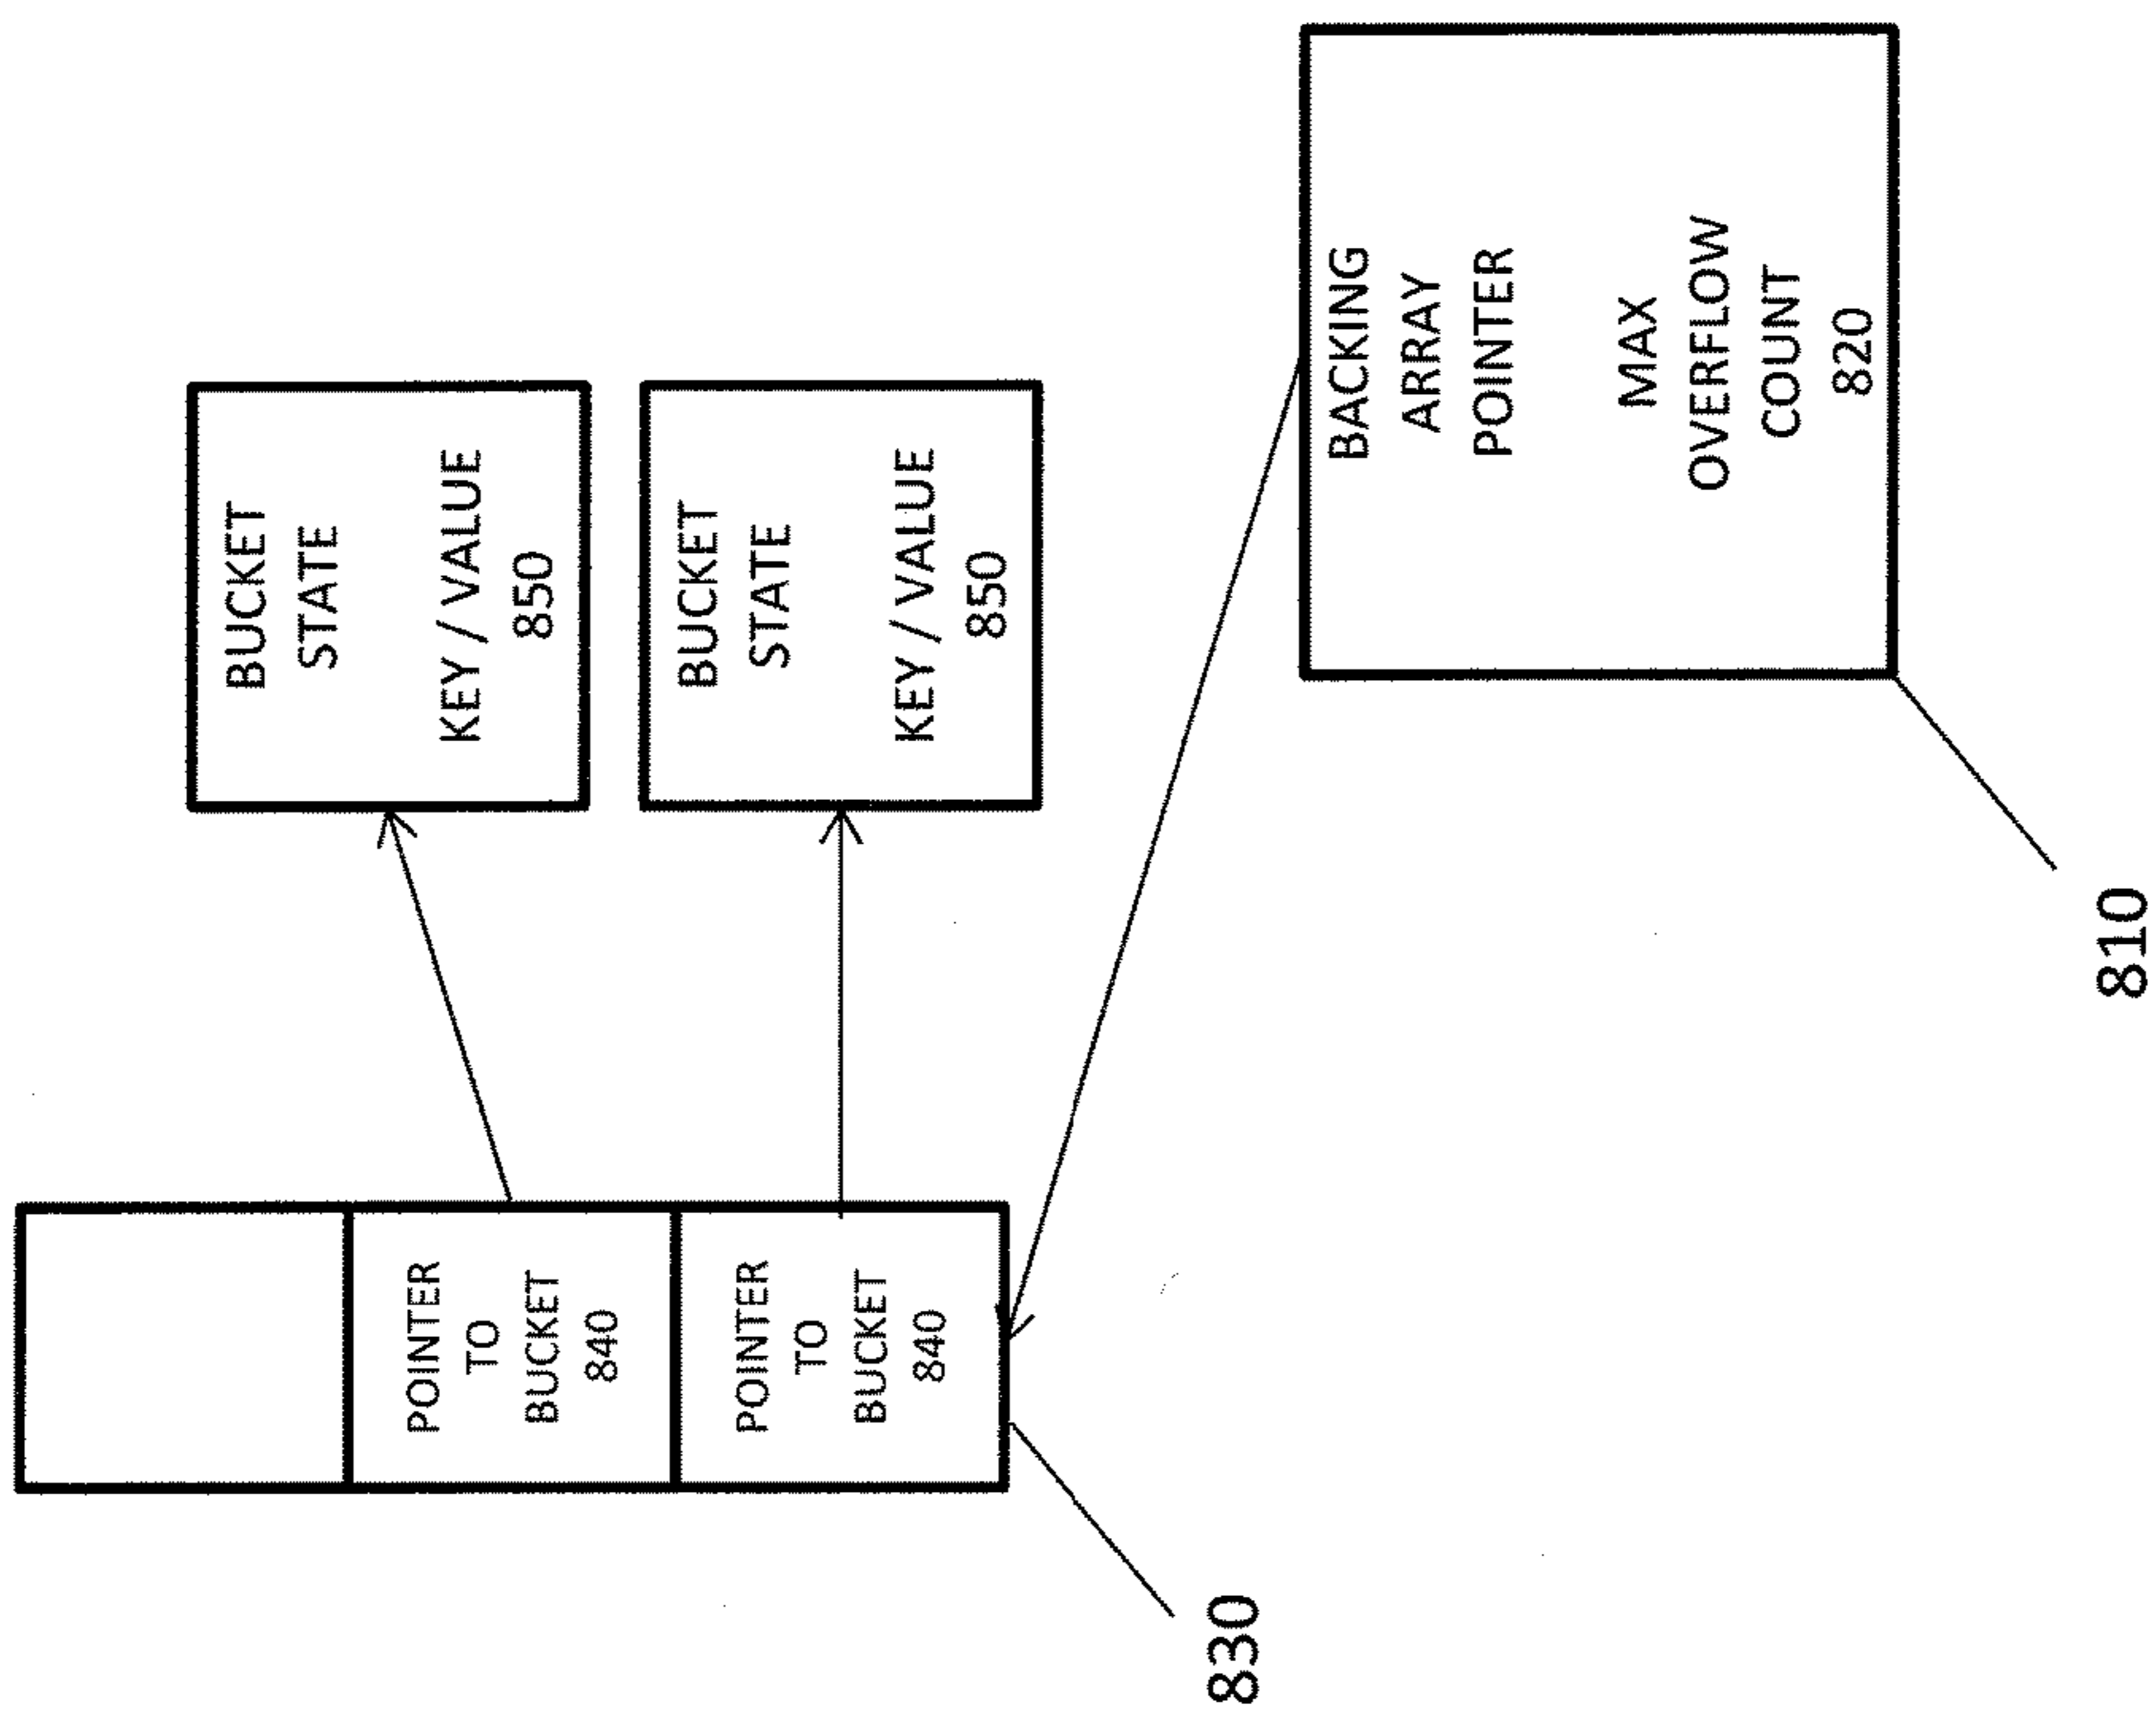 BUCKET
STATE
KEY / VALUE
850
BUCKET
STATE
KEY / VALUE
850
POINTER
TO
BUCKET
840
POINTER
TO
BUCKET
840
BACKING
ARRAY
POINTER
MAX
OVERFLOW
COUNT
820
830
810